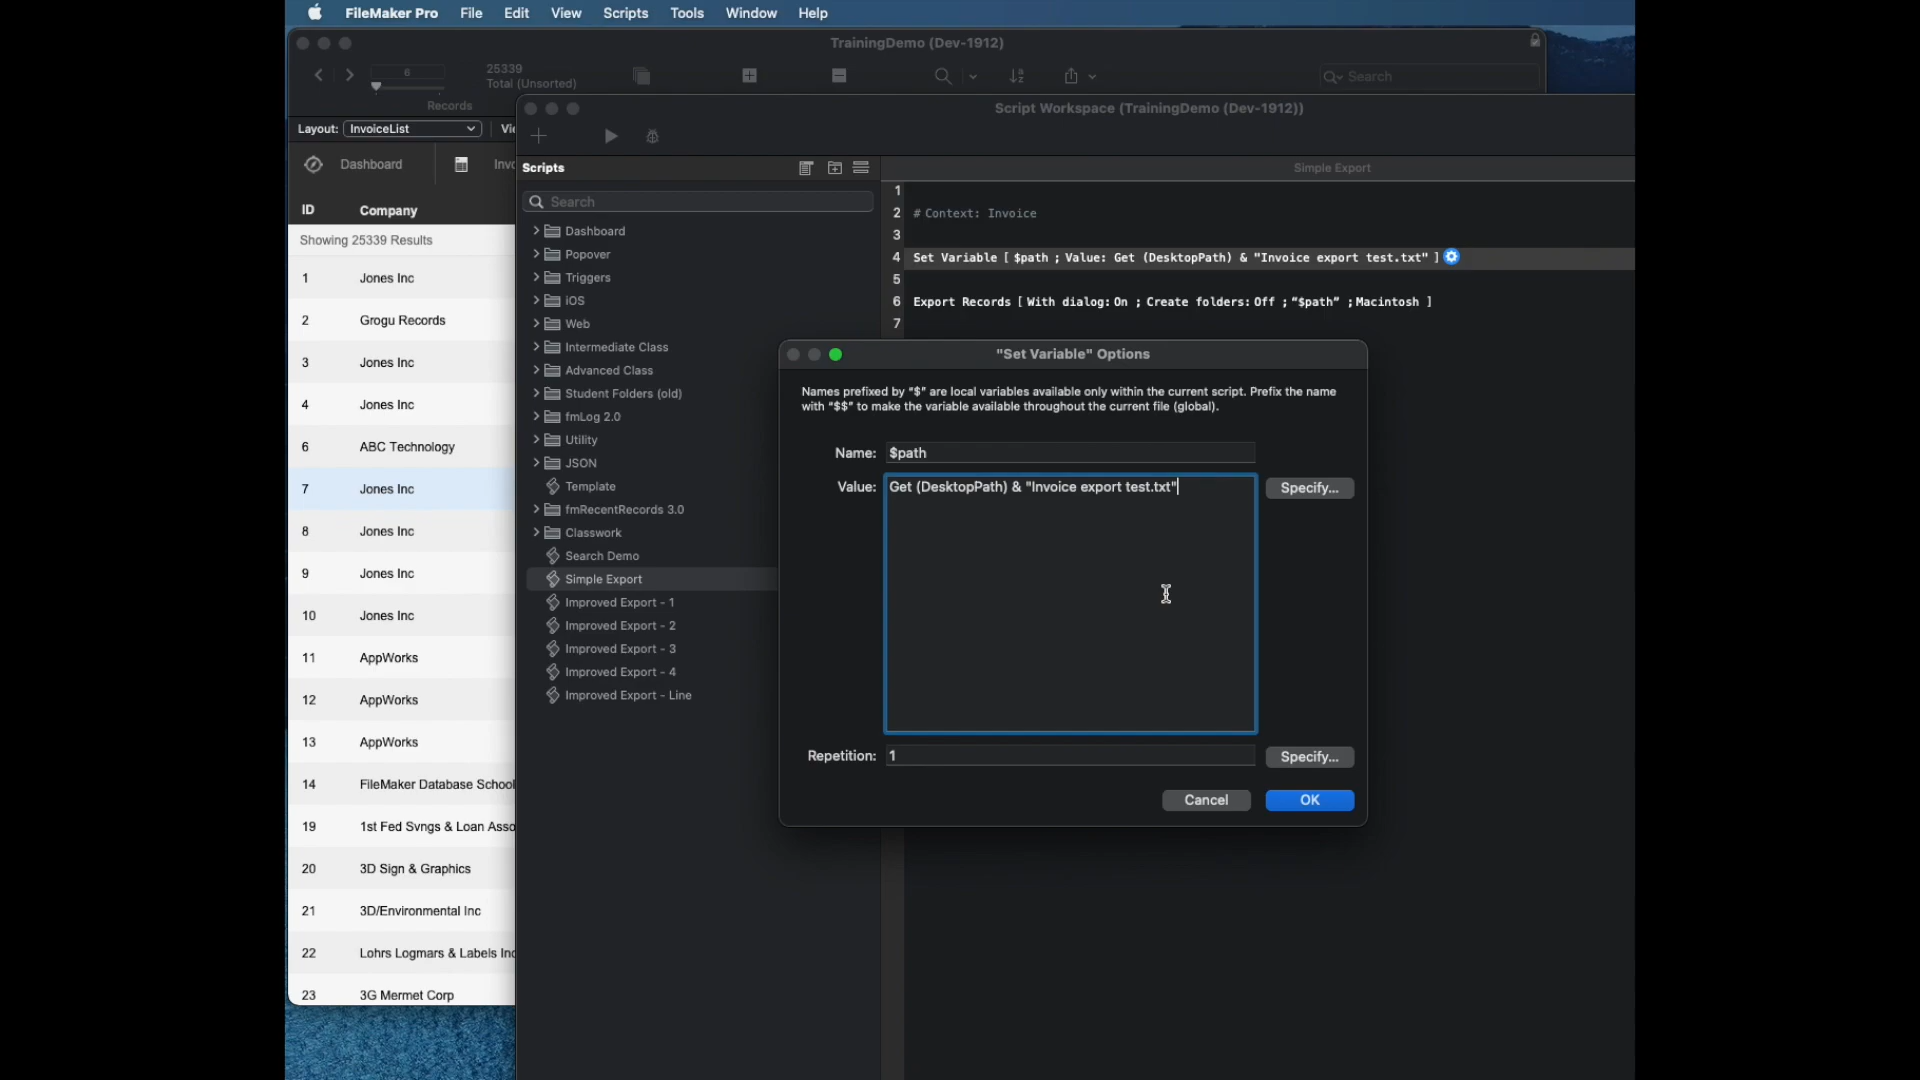 FileMaker Pro File Edit View Scripts Tools Window Help
TrainingDemo (Dev-1912)
6
25339
Total (Unsorted)
Search
Records
Layout: InvoiceList
Dashboard
ID Company
Showing 25339 Results
1 Jones Inc
2 Grogu Records
3 Jones Inc
4 Jones Inc
6 ABC Technology
7 Jones Inc
8 Jones Inc
9 Jones Inc
10 Jones Inc
11 AppWorks
12 AppWorks
13 AppWorks
14 FileMaker Database School
19 1st Fed Svngs & Loan Asso
20 3D Sign & Graphics
21 3D/Environmental Inc
22 Lohrs Logmars & Labels Inc
23 3G Mermet Corp
Script Workspace (TrainingDemo (Dev-1912))
Scripts
Search
Dashboard
Popover
Triggers
iOS
Web
Intermediate Class
Advanced Class
Student Folders (old)
fmLog 2.0
Utility
JSON
Template
fmRecentRecords 3.0
Classwork
Search Demo
Simple Export
Improved Export - 1
Improved Export - 2
Improved Export - 3
Improved Export - 4
Improved Export - Line
Simple Export
1
2 # Context: Invoice
3
4 Set Variable [ $path ; Value: Get (DesktopPath) & "Invoice export test.txt" ]
5
6 Export Records [ With dialog: On ; Create folders: Off ; “$path” ; Macintosh ]
7
"Set Variable" Options
Names prefixed by "$" are local variables available only within the current script. Prefix the name
with "$$" to make the variable available throughout the current file (global).
Name: $path
Value: Get (DesktopPath) & "Invoice export test.txt"
Specify...
Repetition: 1
Specify...
Cancel OK